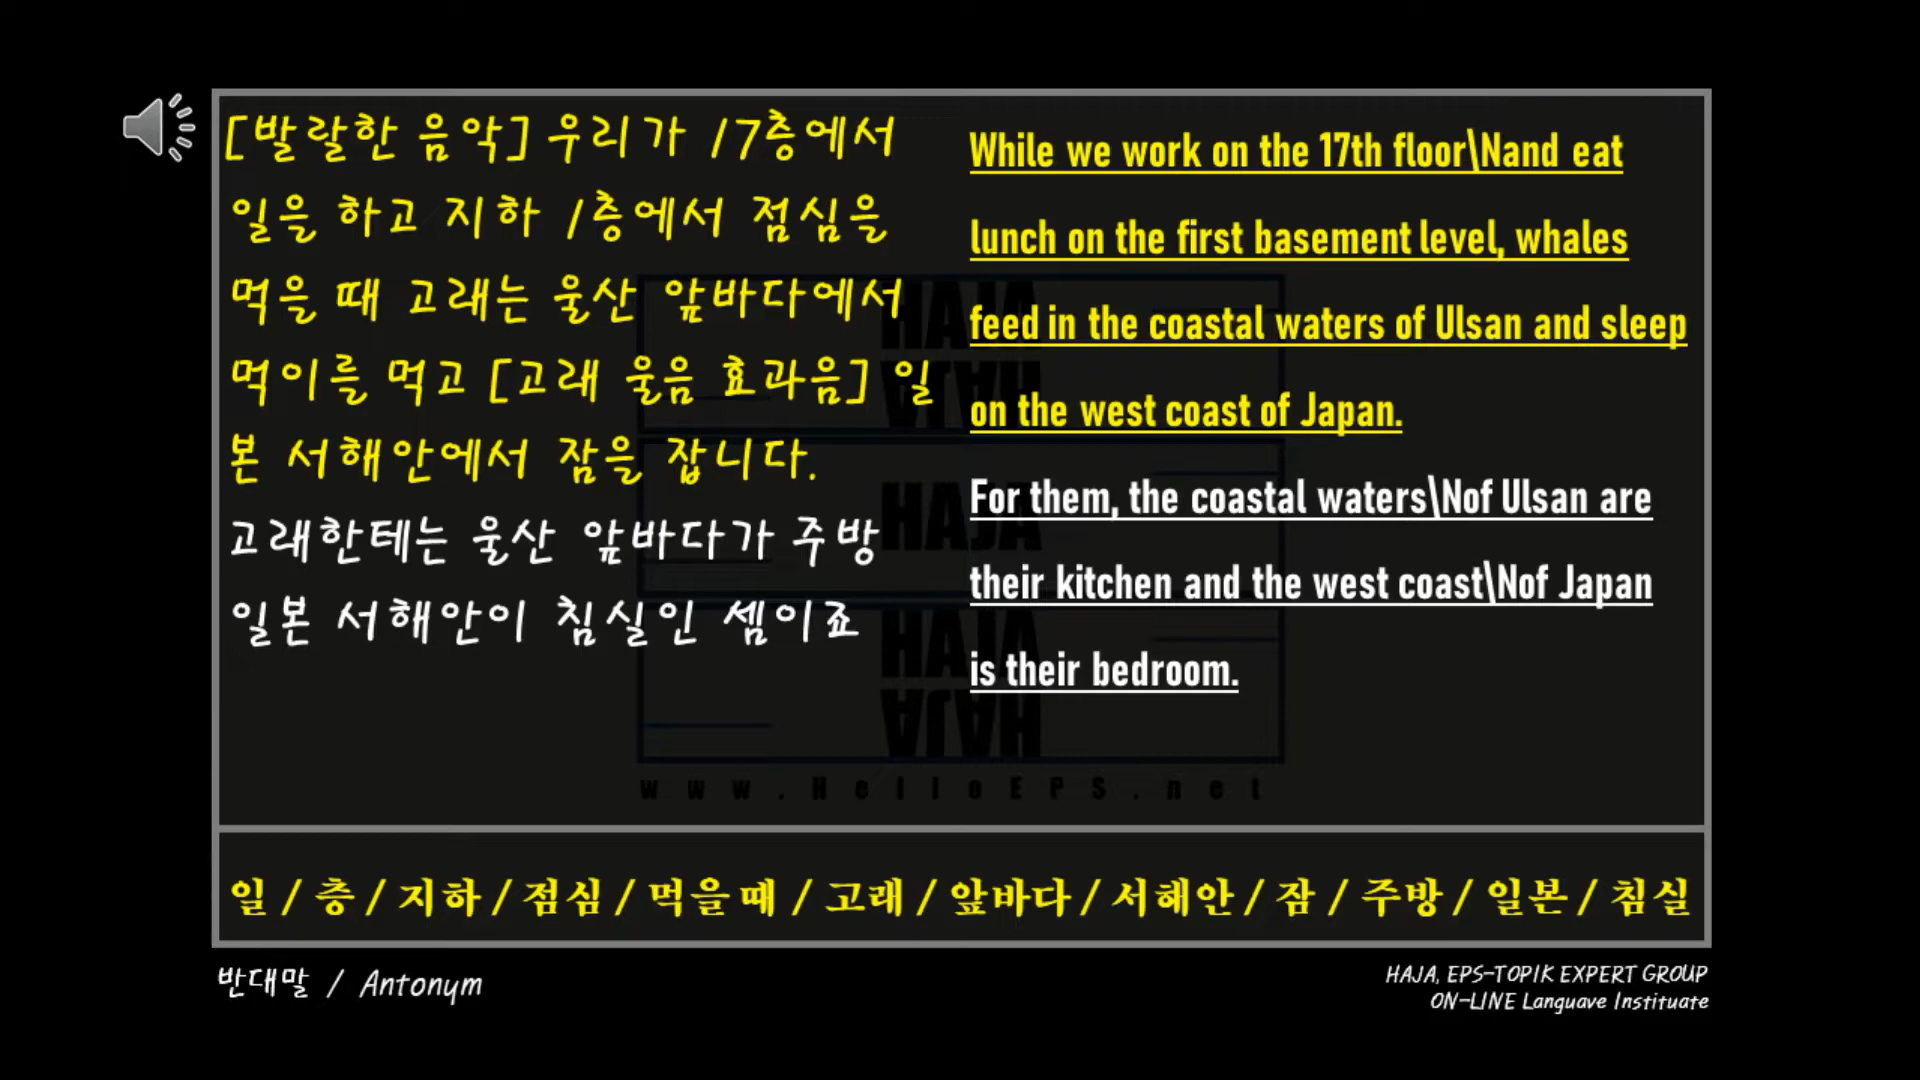 [발랄한 음악] 우리가 17층에서
일을 하고 지하 1층에서 점심을
먹을 때 고래는 울산 앞바다에서
먹이를 먹고 [고래 울음 효과음] 일
본 서해안에서 잠을 잡니다.
고래한테는 울산 앞바다가 주방
일본 서해안이 침실인 셈이죠
While we work on the 17th floor\Nand eat
lunch on the first basement level, whales
feed in the coastal waters of Ulsan and sleep
on the west coast of Japan.
For them, the coastal waters\Nof Ulsan are
their kitchen and the west coast\Nof Japan
is their bedroom.
HAJA
HAJA
HAJA
HAJA
HAJA
www.HelloEPS.net
일 / 층 / 지하 / 점심 / 먹을 때 / 고래 / 앞바다 / 서해안 / 잠 / 주방 / 일본 / 침실
반대말 / Antonym
HAJA, EPS-TOPIK EXPERT GROUP
ON-LINE Languave Instituate